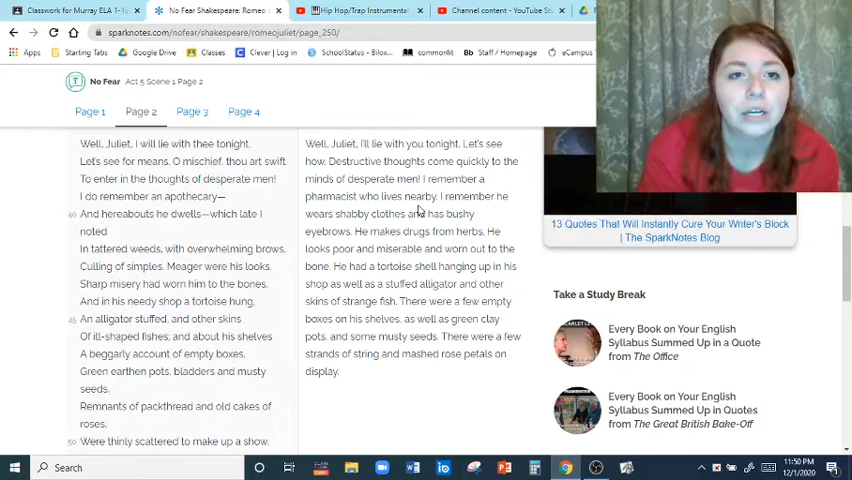 Classwork for Murray ELA 1-1s
No Fear Shakespeare: Romeo
Hip Hop/Trap Instrumental
Channel content - YouTube St
sparknotes.com/nofear/shakespeare/romeojuliet/page_250/
Apps
Starting Tabs
Google Drive
Classes
Clever | Log in
SchoolStatus - Bilox...
commonlit
Bb Staff / Homepage
eCampus
No Fear Act 5 Scene 1 Page 2
Page 1
Page 2
Page 3
Page 4
Well, Juliet, I will lie with thee tonight.
Let's see for means. O mischief, thou art swift
To enter in the thoughts of desperate men!
I do remember an apothecary—
40 And hereabouts he dwells—which late I
noted
In tattered weeds, with overwhelming brows,
Culling of simples. Meager were his looks,
Sharp misery had worn him to the bones,
And in his needy shop a tortoise hung,
45 An alligator stuffed, and other skins
Of ill-shaped fishes; and about his shelves
A beggarly account of empty boxes,
Green earthen pots, bladders and musty
seeds,
Remnants of packthread and old cakes of
roses,
50 Were thinly scattered to make up a show.
Well, Juliet, I'll lie with you tonight. Let's see
how. Destructive thoughts come quickly to the
minds of desperate men! I remember a
pharmacist who lives nearby. I remember he
wears shabby clothes and has bushy
eyebrows. He makes drugs from herbs. He
looks poor and miserable and worn out to the
bone. He had a tortoise shell hanging up in his
shop as well as a stuffed alligator and other
skins of strange fish. There were a few empty
boxes on his shelves, as well as green clay
pots, and some musty seeds. There were a few
strands of string and mashed rose petals on
display.
13 Quotes That Will Instantly Cure Your Writer's Block
| The SparkNotes Blog
Take a Study Break
SCARLET LE
Every Book on Your English
Syllabus Summed Up in a Quote
from The Office
Every Book on Your English
Syllabus Summed Up in Quotes
from The Great British Bake-Off
Search
11:50 PM
12/1/2020